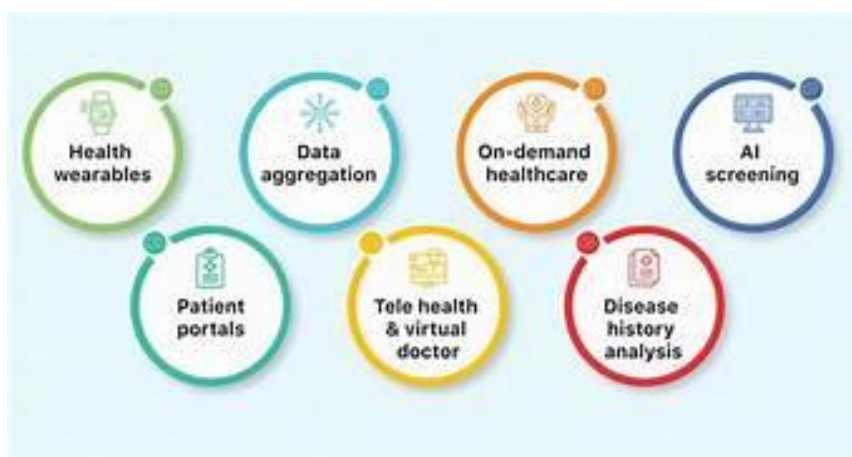 Health
wearables
Data
aggregation
On-demand
healthcare
AI
screening
Patient
portals
Tele health
& virtual
doctor
Disease
history
analysis